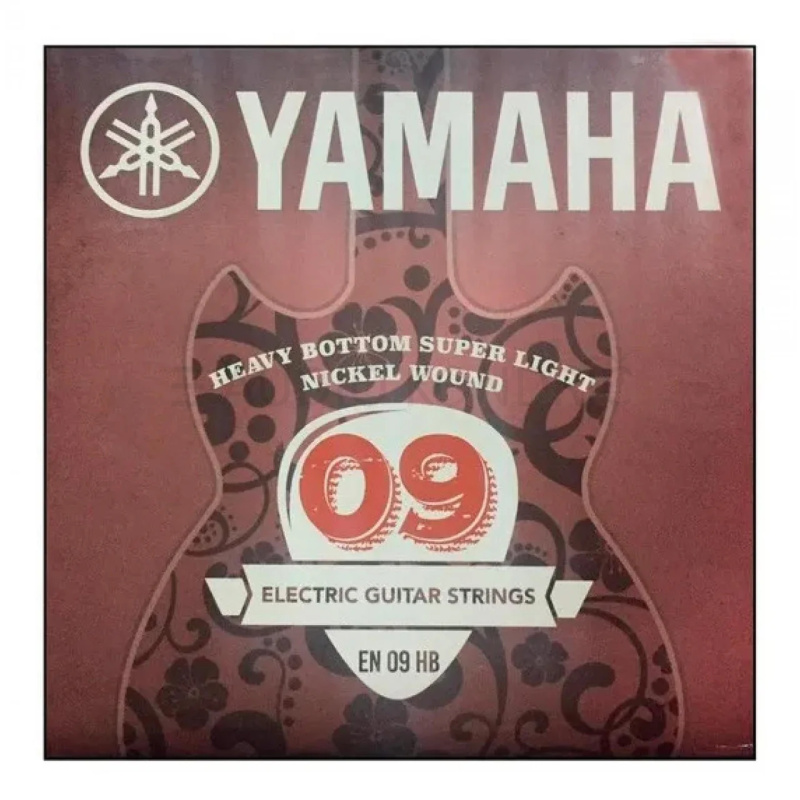 YAMAHA
HEAVY BOTTOM SUPER LIGHT
NICKEL WOUND
09
ELECTRIC GUITAR STRINGS
EN 09 HB